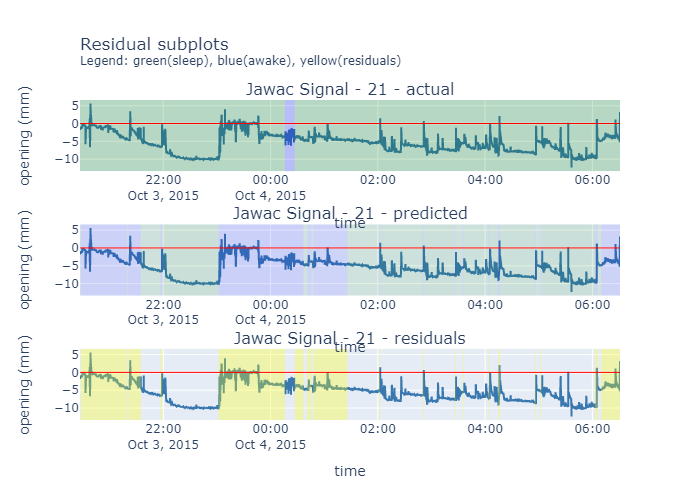 Residual subplots
Legend: green(sleep), blue(awake), yellow(residuals)
Jawac Signal - 21 - actual
opening (mm)
5
0
−5
−10
22:00 00:00 02:00 04:00 06:00
Oct 3, 2015 Oct 4, 2015
time
Jawac Signal - 21 - predicted
opening (mm)
5
0
−5
−10
22:00 00:00 02:00 04:00 06:00
Oct 3, 2015 Oct 4, 2015
time
Jawac Signal - 21 - residuals
opening (mm)
5
0
−5
−10
22:00 00:00 02:00 04:00 06:00
Oct 3, 2015 Oct 4, 2015
time